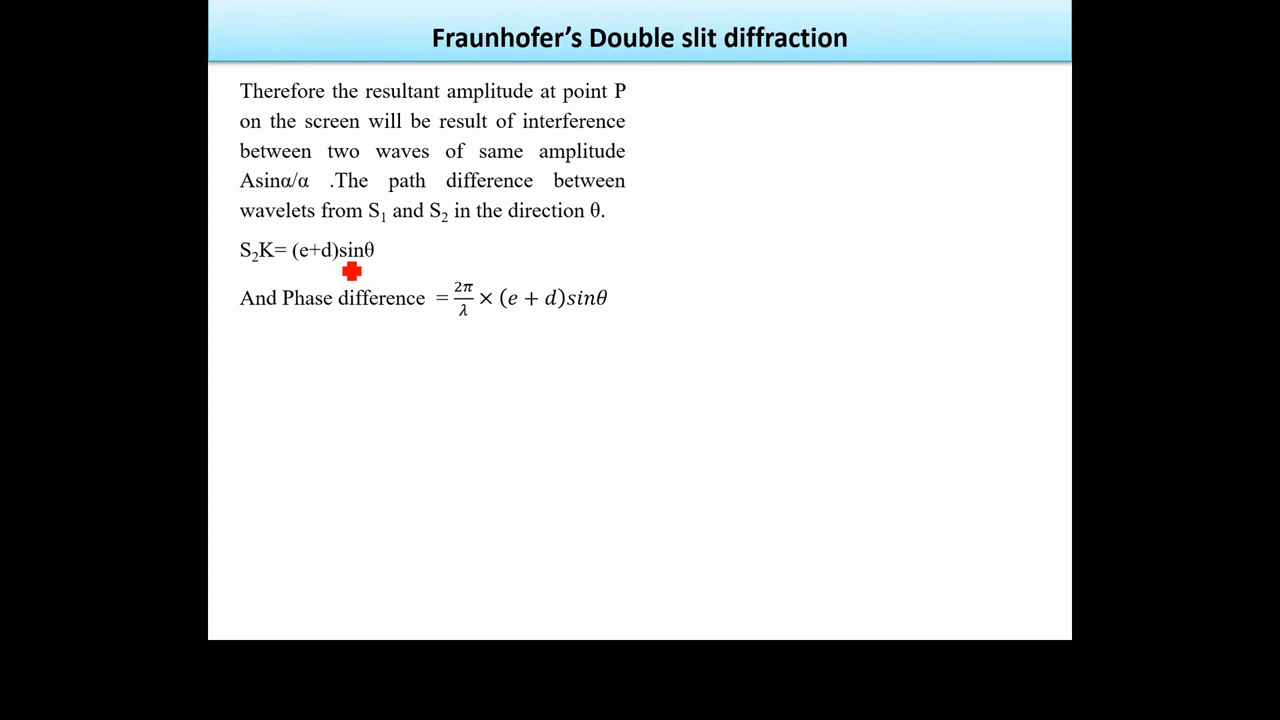 Fraunhofer’s Double slit diffraction
Therefore the resultant amplitude at point P
on the screen will be result of interference
between two waves of same amplitude
Asinα/α .The path difference between
wavelets from S₁ and S₂ in the direction θ.
S₂K= (e+d)sinθ
And Phase difference = 2π/λ × (e + d)sinθ